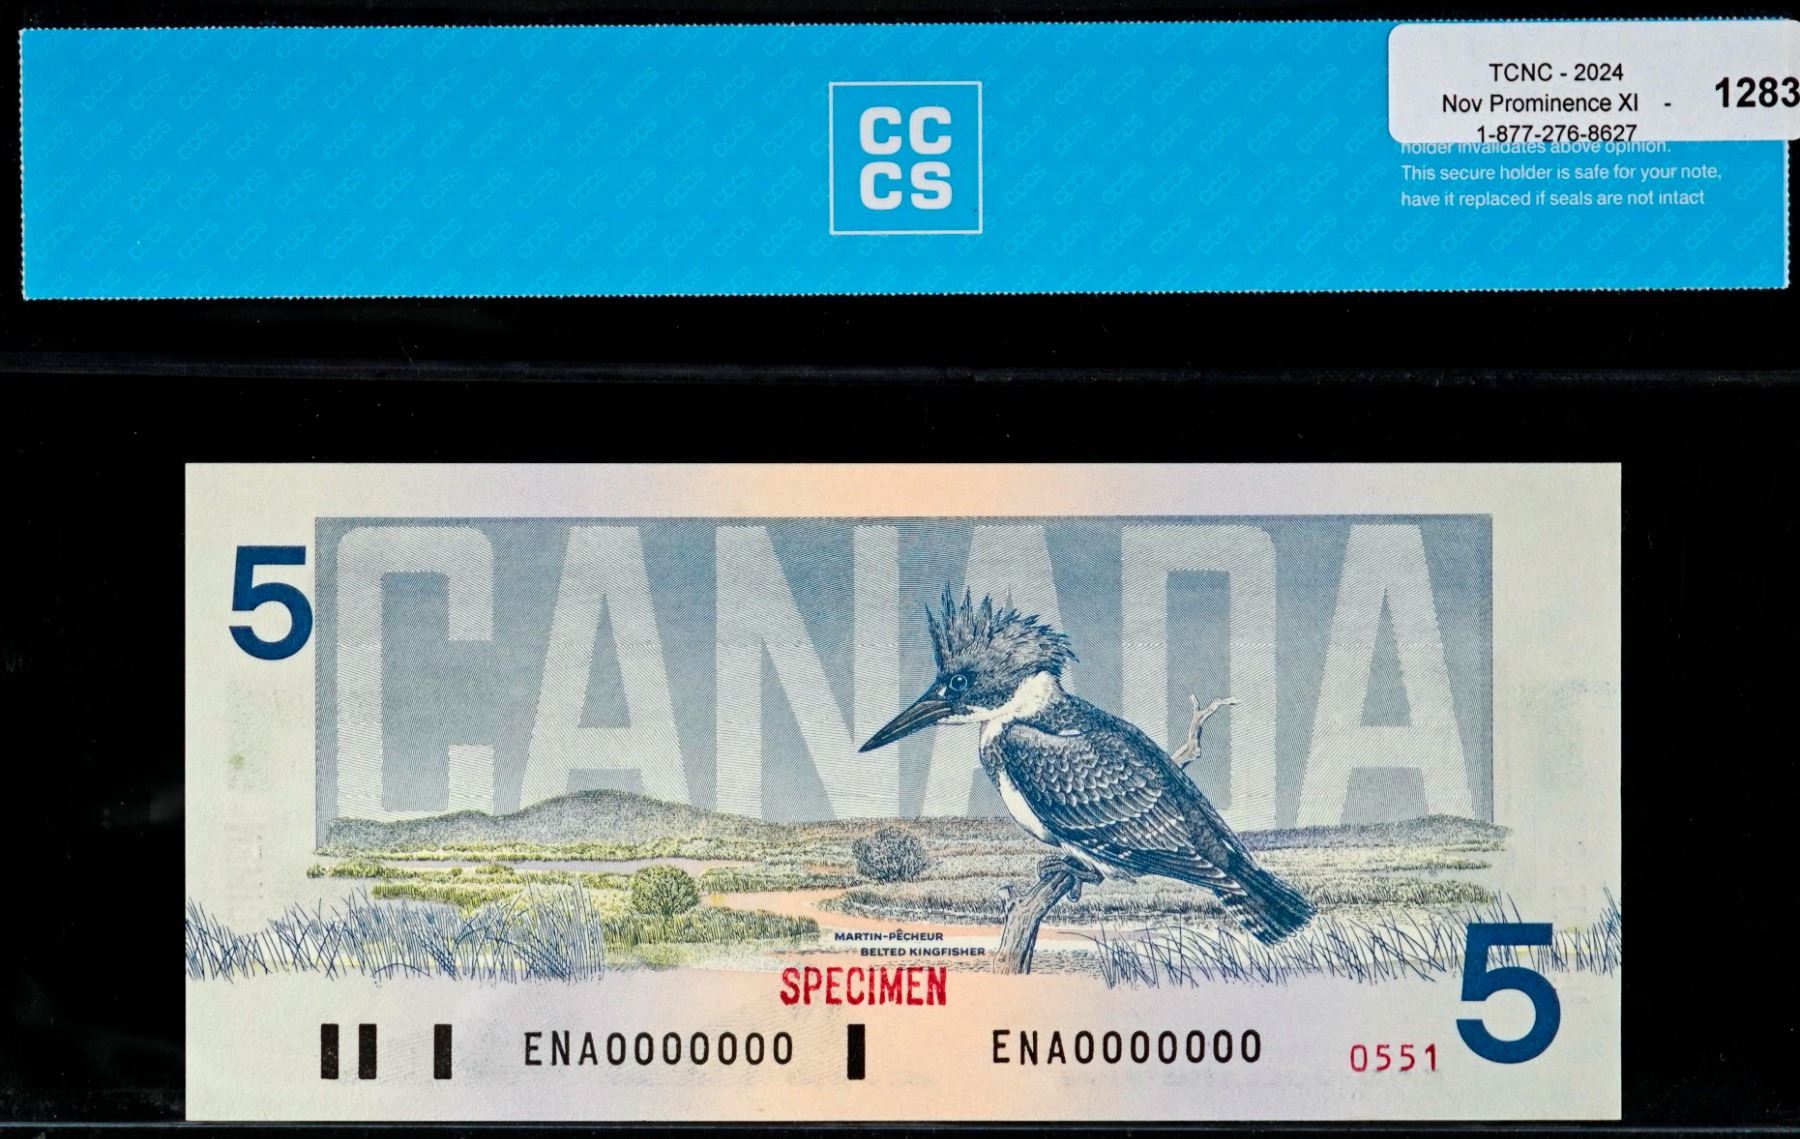 CC
CS
TCNC - 2024
Nov Prominence XI - 1283
1-877-276-8627
holder invalidates above opinion.
This secure holder is safe for your note,
have it replaced if seals are not intact
5
CANADA
MARTIN-PÊCHEUR
BELTED KINGFISHER
SPECIMEN
ENA0000000
ENA0000000
0551
5